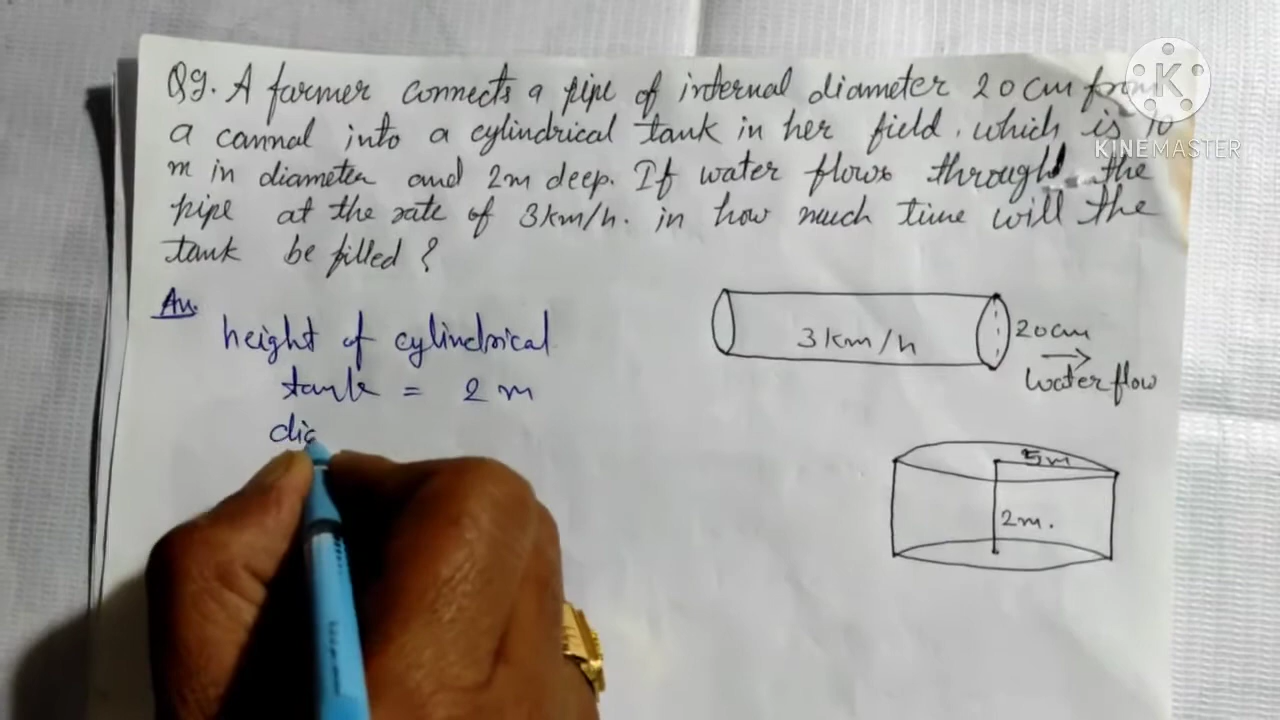 Q9. A farmer connects a pipe of internal diameter 20 cm from
a cannal into a cylindrical tank in her field, which is 10
m in diameter and 2m deep. If water flows through the
pipe at the rate of 3km/h. in how much time will the
tank be filled ?
An.
height of cylindrical
tank = 2 m
dia
3km/h
20cm
water flow
5m
2m.
K
KINEMASTER